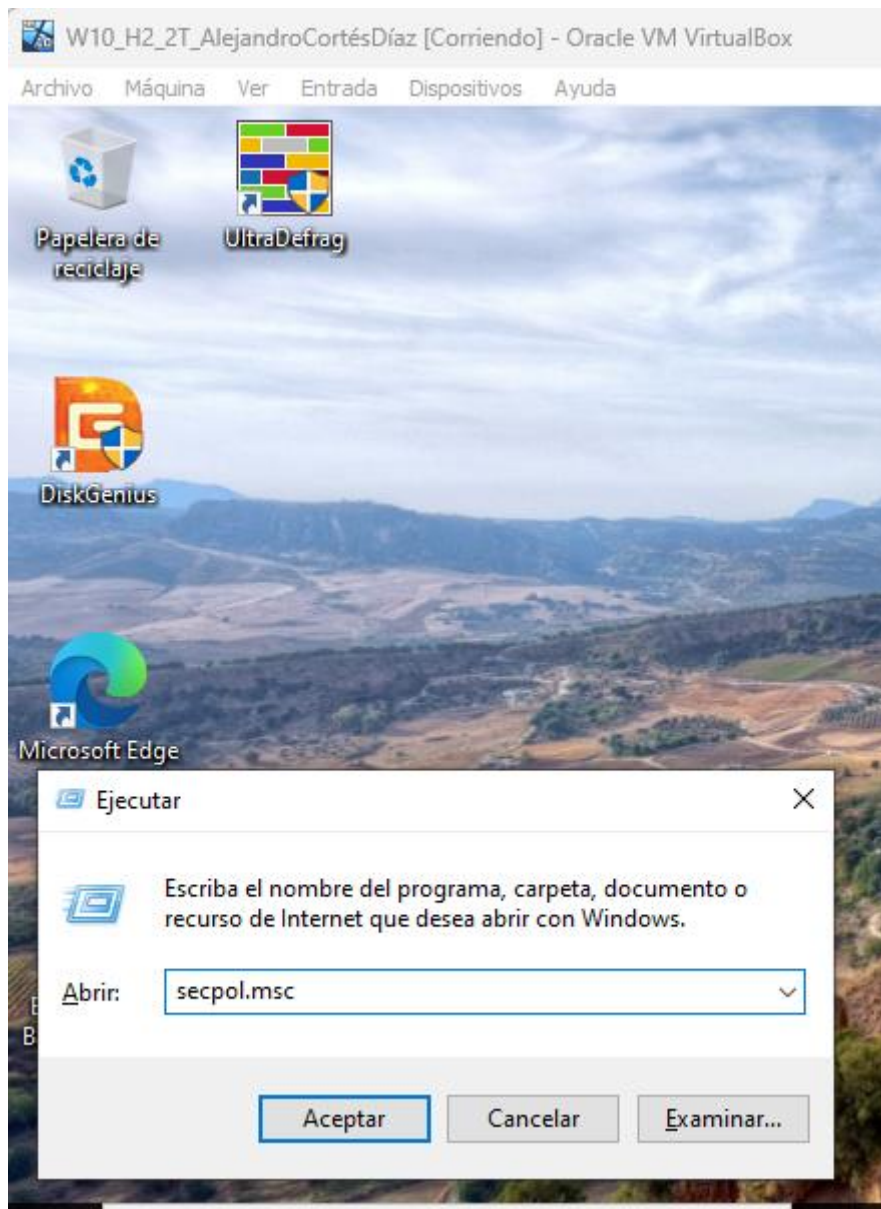 W10_H2_2T_AlejandroCortésDíaz [Corriendo] - Oracle VM VirtualBox
Archivo Máquina Ver Entrada Dispositivos Ayuda
Papelera de
reciclaje
UltraDefrag
DiskGenius
Microsoft Edge
Ejecutar
Escriba el nombre del programa, carpeta, documento o
recurso de Internet que desea abrir con Windows.
Abrir: secpol.msc
Aceptar Cancelar Examinar...